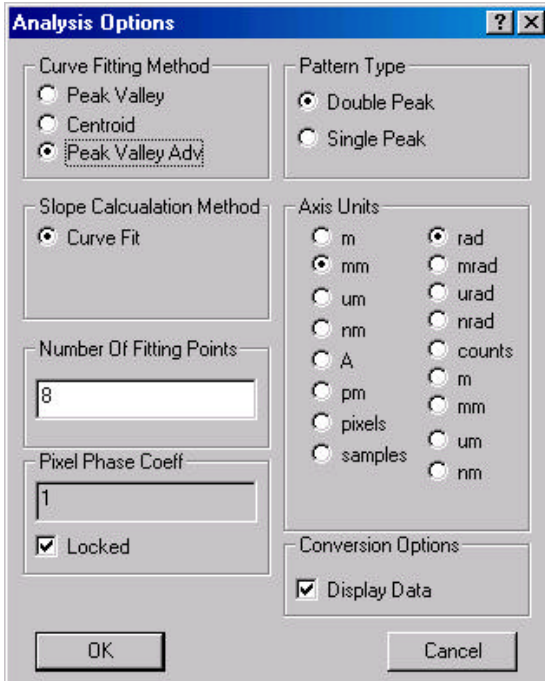 Analysis Options
Curve Fitting Method
Peak Valley
Centroid
Peak Valley Adv
Pattern Type
Double Peak
Single Peak
Slope Calcualation Method
Curve Fit
Axis Units
m
mm
um
nm
A
pm
pixels
samples
rad
mrad
urad
nrad
counts
m
mm
um
nm
Number Of Fitting Points
8
Pixel Phase Coeff
1
Locked
Conversion Options
Display Data
OK
Cancel